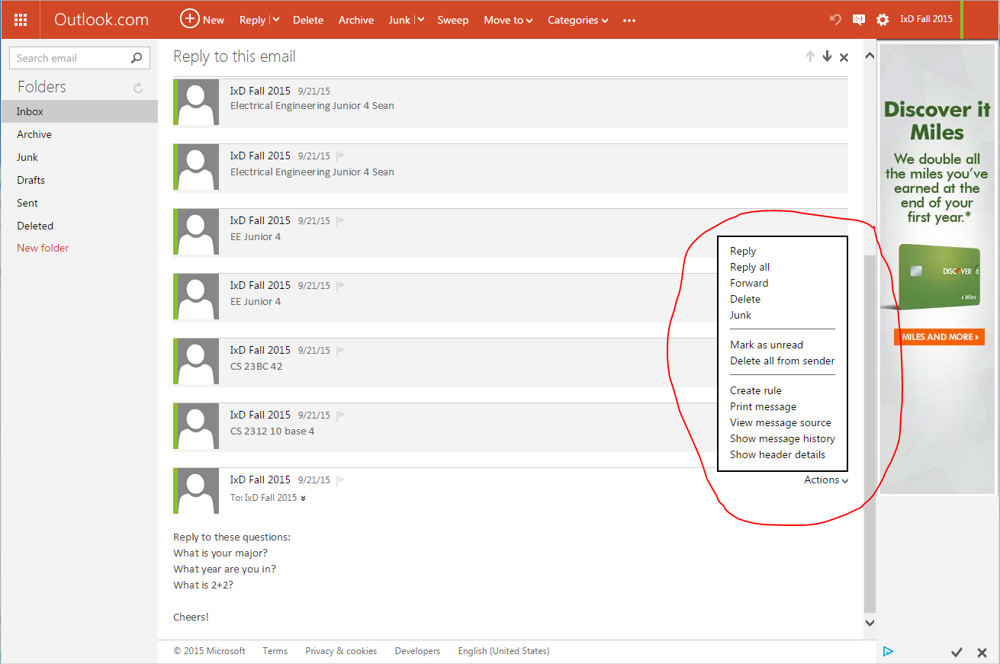 Outlook.com
New
Reply
Delete
Archive
Junk
Sweep
Move to
Categories
IxD Fall 2015
Search email
Folders
Inbox
Archive
Junk
Drafts
Sent
Deleted
New folder
Reply to this email
IxD Fall 2015 9/21/15
Electrical Engineering Junior 4 Sean
IxD Fall 2015 9/21/15
Electrical Engineering Junior 4 Sean
IxD Fall 2015 9/21/15
EE Junior 4
IxD Fall 2015 9/21/15
EE Junior 4
IxD Fall 2015 9/21/15
CS 23BC 42
IxD Fall 2015 9/21/15
CS 2312 10 base 4
IxD Fall 2015 9/21/15
To: IxD Fall 2015
Reply
Reply all
Forward
Delete
Junk
Mark as unread
Delete all from sender
Create rule
Print message
View message source
Show message history
Show header details
Actions
Reply to these questions:
What is your major?
What year are you in?
What is 2+2?
Cheers!
Discover it
Miles
We double all
the miles you've
earned at the
end of your
first year.*
DISCOVER it
Miles
MILES AND MORE
© 2015 Microsoft
Terms
Privacy & cookies
Developers
English (United States)